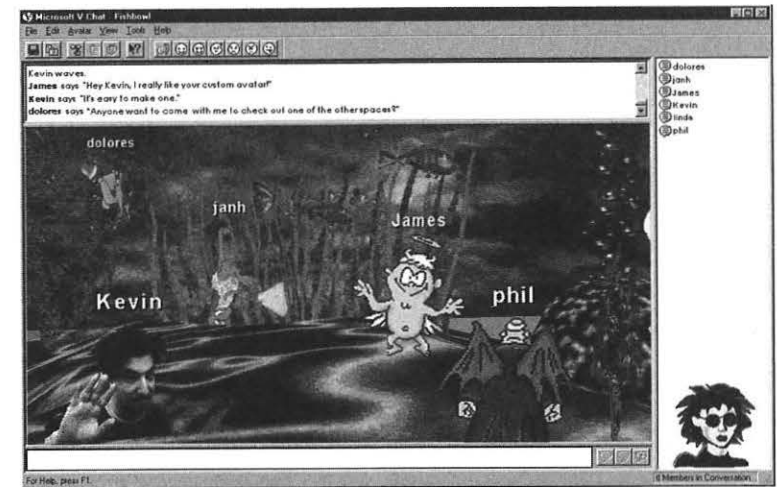 Microsoft V-Chat - Fishbowl
File Edit Avatar View Tools Help
Kevin waves.
James says "Hey Kevin, I really like your custom avatar!"
Kevin says "It's easy to make one."
dolores says "Anyone want to come with me to check out one of the other spaces?"
dolores
janh
James
Kevin
linda
phil
dolores
janh
James
Kevin
phil
For Help, press F1.
6 Members in Conversation